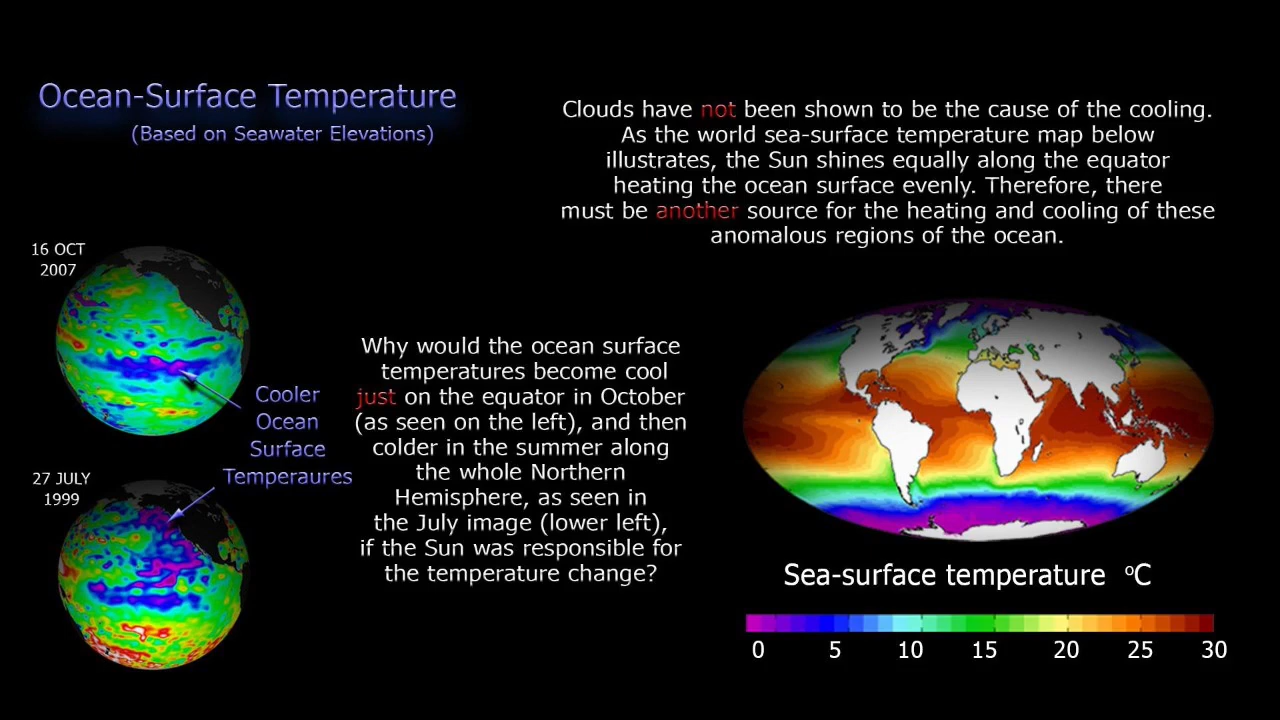 Ocean-Surface Temperature
(Based on Seawater Elevations)
Clouds have not been shown to be the cause of the cooling.
As the world sea-surface temperature map below
illustrates, the Sun shines equally along the equator
heating the ocean surface evenly. Therefore, there
must be another source for the heating and cooling of these
anomalous regions of the ocean.
16 OCT
2007
Cooler
Ocean
Surface
Temperaures
27 JULY
1999
Why would the ocean surface
temperatures become cool
just on the equator in October
(as seen on the left), and then
colder in the summer along
the whole Northern
Hemisphere, as seen in
the July image (lower left),
if the Sun was responsible for
the temperature change?
Sea-surface temperature °C
0 5 10 15 20 25 30